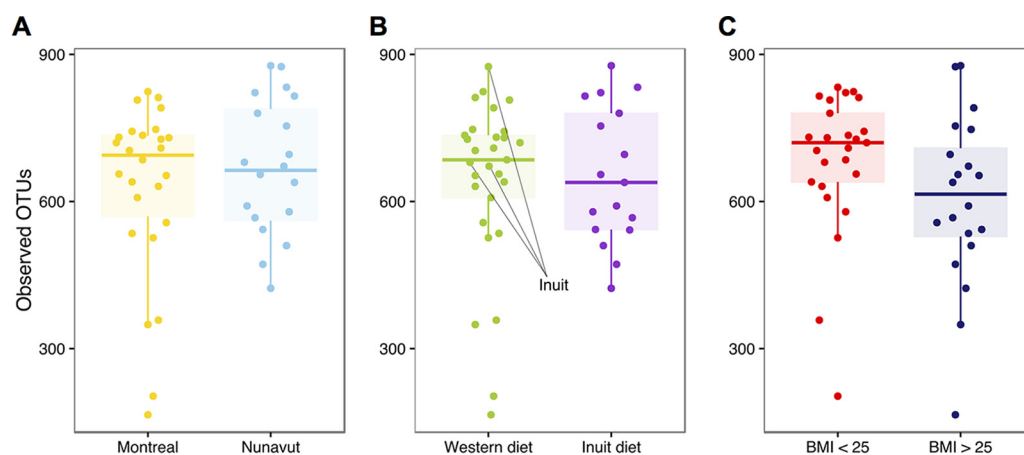 A
B
C
Observed OTUs
900
600
300
Montreal
Nunavut
900
600
300
Inuit
Western diet
Inuit diet
900
600
300
BMI < 25
BMI > 25